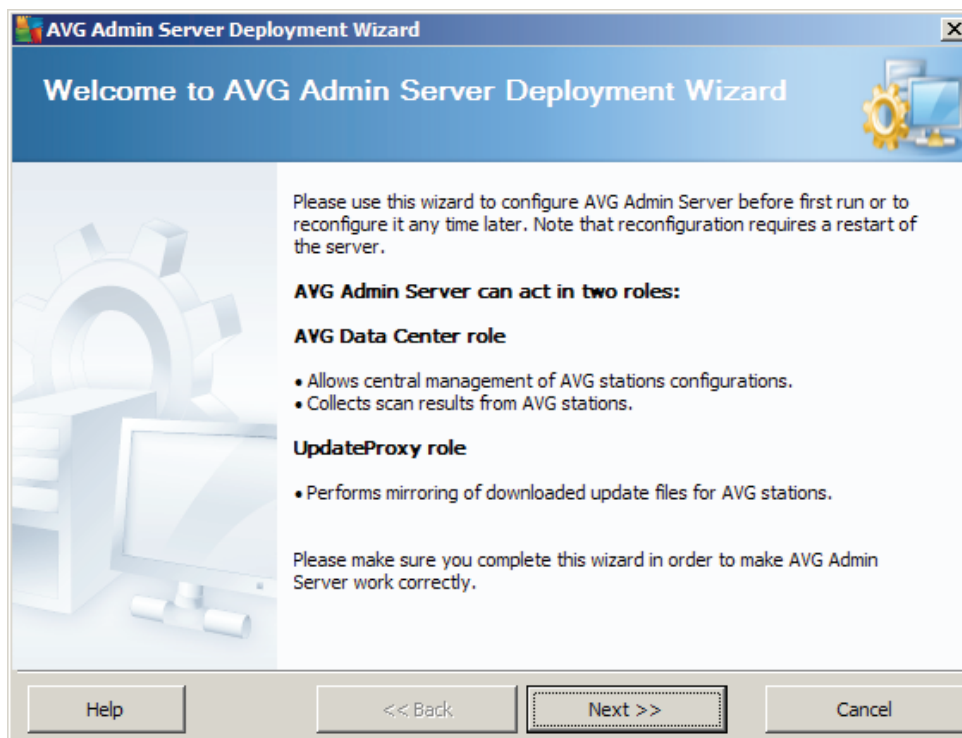 AVG Admin Server Deployment Wizard
Welcome to AVG Admin Server Deployment Wizard
Please use this wizard to configure AVG Admin Server before first run or to
reconfigure it any time later. Note that reconfiguration requires a restart of
the server.
AVG Admin Server can act in two roles:
AVG Data Center role
• Allows central management of AVG stations configurations.
• Collects scan results from AVG stations.
UpdateProxy role
• Performs mirroring of downloaded update files for AVG stations.
Please make sure you complete this wizard in order to make AVG Admin
Server work correctly.
Help
<< Back
Next >>
Cancel